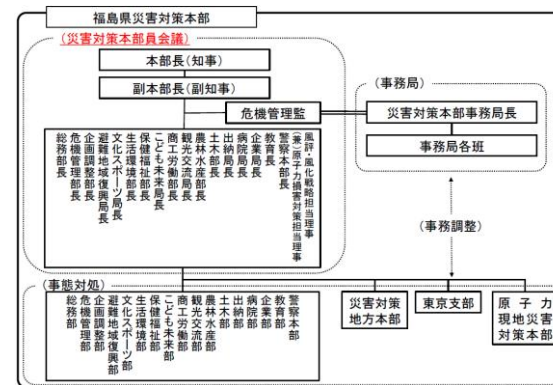 福島県災害対策本部
(災害対策本部員会議)
本部長(知事)
副本部長(副知事)
危機管理監
(事務局)
災害対策本部事務局長
事務局各班
風評・風化戦略担当理事
(兼)原子力損害対策担当理事
警察本部長
教育長
企業局長
病院局長
出納局長
土木部長
農林水産部長
観光交流局長
商工労働部長
こども未来局長
保健福祉部長
生活環境部長
文化スポーツ局長
避難地域復興局長
企画調整部長
危機管理部長
総務部長
(事務調整)
(事態対処)
警察本部
教育部
企業部
病院部
出納部
土木部
農林水産部
観光交流部
商工労働部
こども未来部
保健福祉部
生活環境部
文化スポーツ部
避難地域復興部
企画調整部
危機管理部
総務部
災害対策
地方本部
東京支部
原子力
現地災害
対策本部